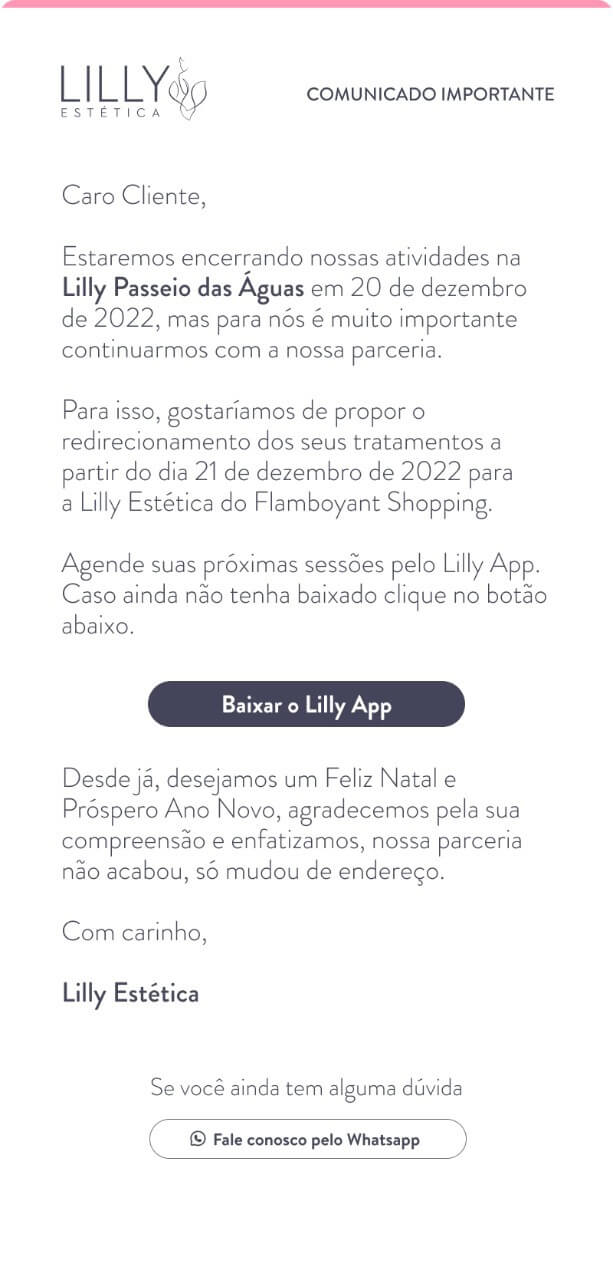 LILLY
ESTÉTICA
COMUNICADO IMPORTANTE
Caro Cliente,
Estaremos encerrando nossas atividades na
Lilly Passeio das Águas em 20 de dezembro
de 2022, mas para nós é muito importante
continuarmos com a nossa parceria.
Para isso, gostaríamos de propor o
redirecionamento dos seus tratamentos a
partir do dia 21 de dezembro de 2022 para
a Lilly Estética do Flamboyant Shopping.
Agende suas próximas sessões pelo Lilly App.
Caso ainda não tenha baixado clique no botão
abaixo.
Baixar o Lilly App
Desde já, desejamos um Feliz Natal e
Próspero Ano Novo, agradecemos pela sua
compreensão e enfatizamos, nossa parceria
não acabou, só mudou de endereço.
Com carinho,
Lilly Estética
Se você ainda tem alguma dúvida
Fale conosco pelo Whatsapp